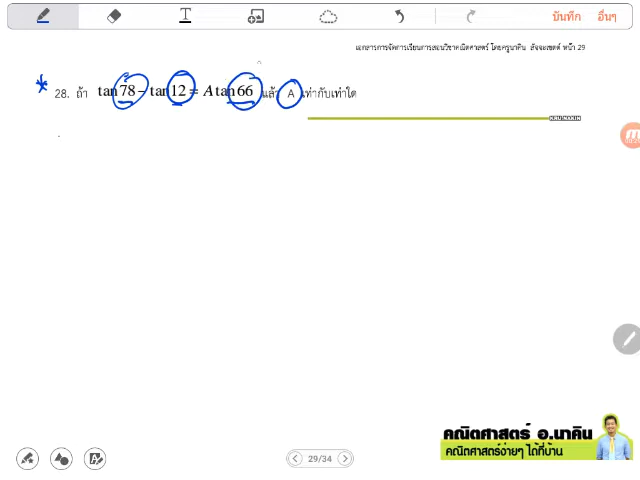 บันทึก อื่นๆ
เอกสารการจัดการเรียนการสอนวิชาคณิตศาสตร์ โดยครูนาคิน สัจจะเขตต์ หน้า 29
28. ถ้า tan 78 – tan 12 = A tan 66 แล้ว A เท่ากับเท่าใด
29/34
คณิตศาสตร์ อ.นาคิน
คณิตศาสตร์ง่ายๆ ได้ที่บ้าน